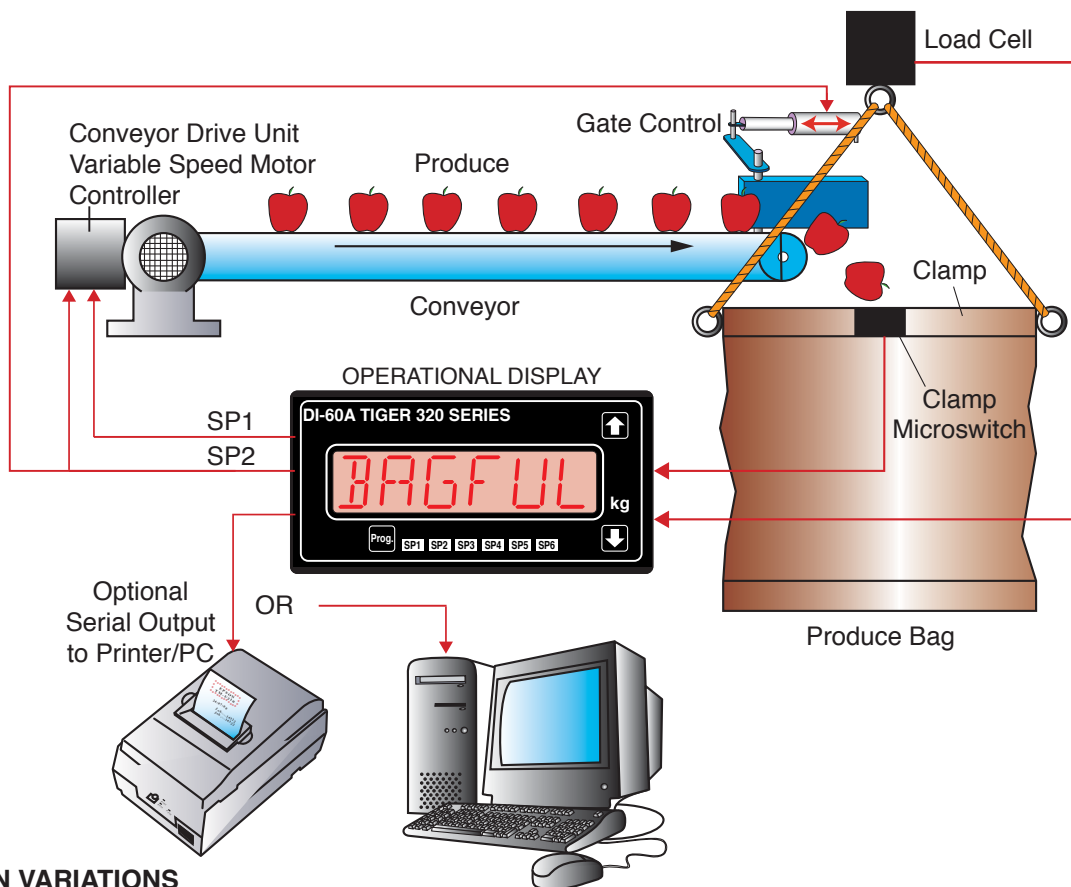 Load Cell
Gate Control
Conveyor Drive Unit
Variable Speed Motor
Controller
Produce
Clamp
Conveyor
Clamp
Microswitch
OPERATIONAL DISPLAY
SP1
SP2
DI-60A TIGER 320 SERIES
BAGFUL
kg
Prog.
SP1 SP2 SP3 SP4 SP5 SP6
Produce Bag
Optional
Serial Output
to Printer/PC
OR
VARIATIONS